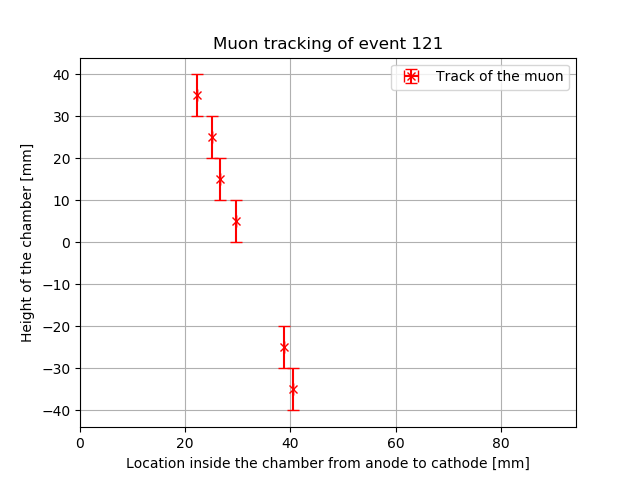 Muon tracking of event 121
Track of the muon
40
30
20
10
0
−10
−20
−30
−40
Height of the chamber [mm]
0 20 40 60 80
Location inside the chamber from anode to cathode [mm]